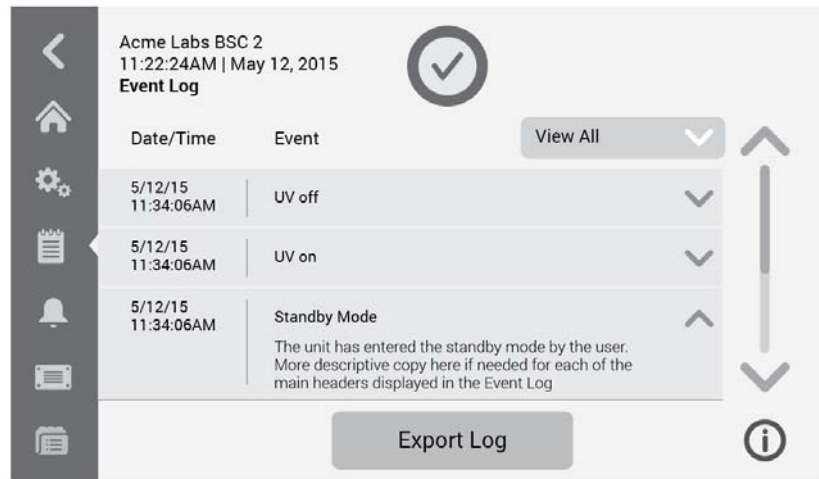 Acme Labs BSC 2
11:22:24AM | May 12, 2015
Event Log
Date/Time Event View All
5/12/15
11:34:06AM
UV off
5/12/15
11:34:06AM
UV on
5/12/15
11:34:06AM
Standby Mode
The unit has entered the standby mode by the user.
More descriptive copy here if needed for each of the
main headers displayed in the Event Log
Export Log